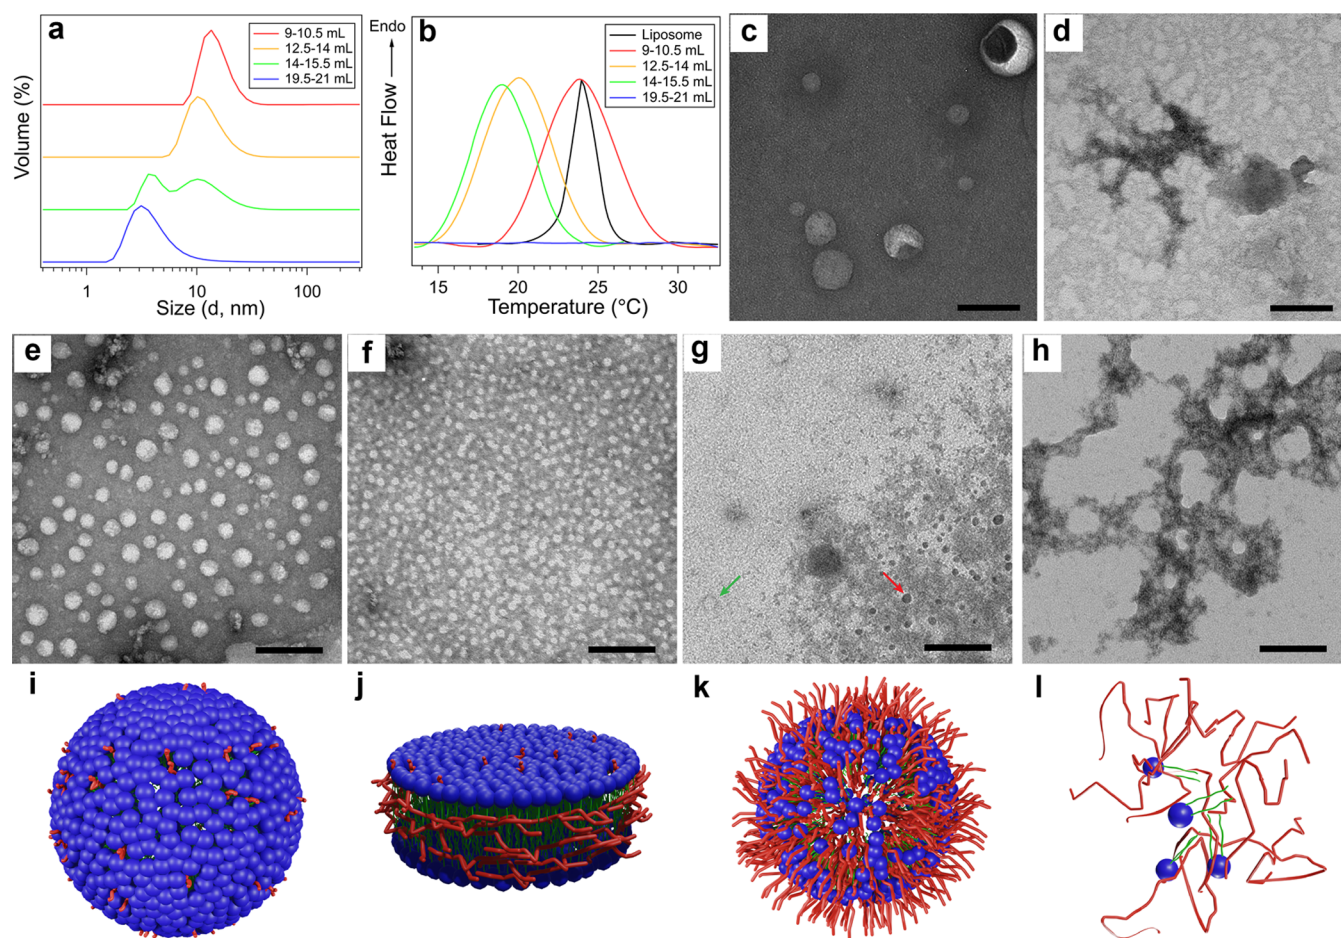 a
9-10.5 mL
12.5-14 mL
14-15.5 mL
19.5-21 mL
Volume (%)
1
10
100
Size (d, nm)
b
Endo
Heat Flow
Liposome
9-10.5 mL
12.5-14 mL
14-15.5 mL
19.5-21 mL
15
20
25
30
Temperature (°C)
c
d
e
f
g
h
i
j
k
l